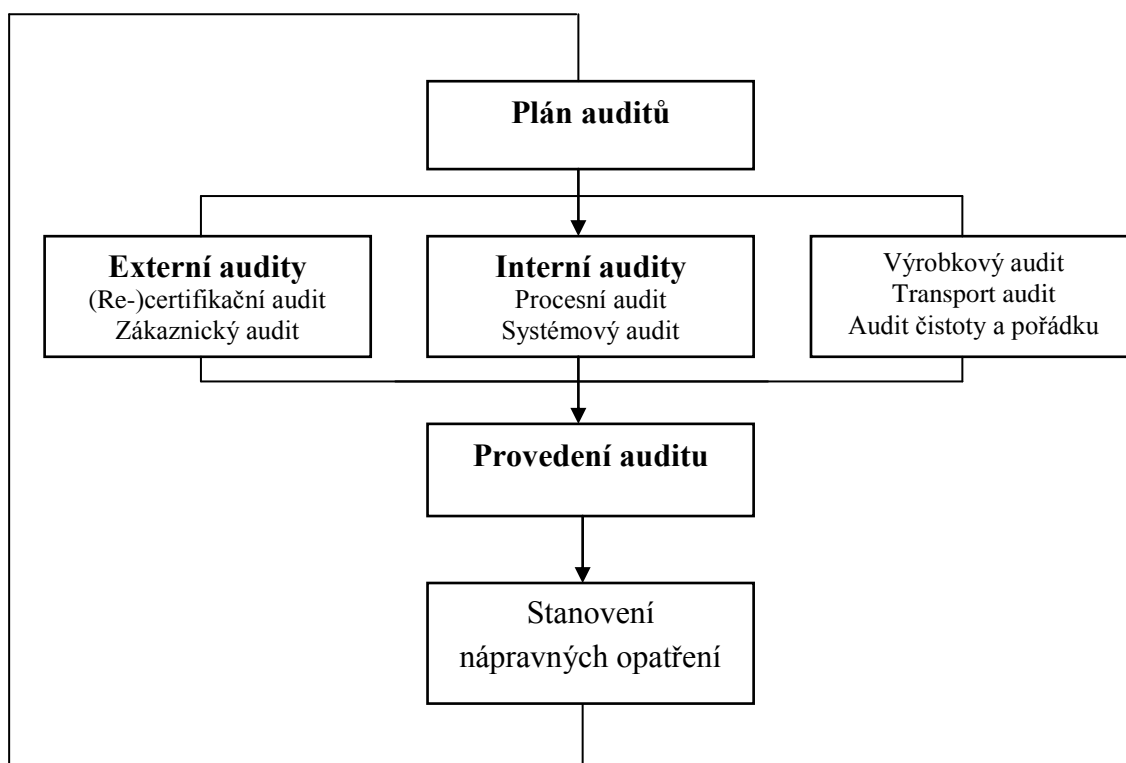 Plán auditů
Externí audity
(Re-)certifikační audit
Zákaznický audit
Interní audity
Procesní audit
Systémový audit
Výrobkový audit
Transport audit
Audit čistoty a pořádku
Provedení auditu
Stanovení
nápravných opatření